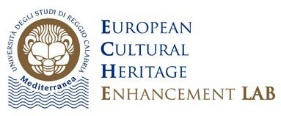 UNIVERSITÀ DEGLI STUDI DI REGGIO CALABRIA
Mediterranea
EUROPEAN
CULTURAL
HERITAGE
ENHANCEMENT LAB